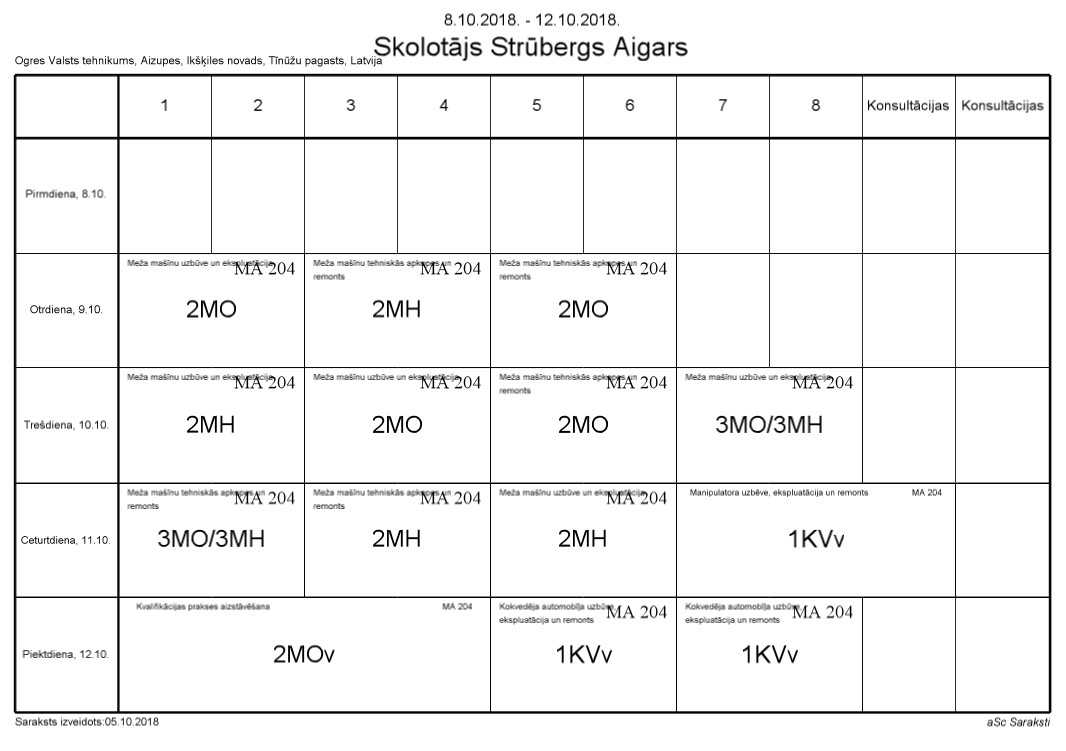 8.10.2018. - 12.10.2018.
Skolotājs Strūbergs Aigars
Ogres Valsts tehnikums, Aizupes, Ikšķiles novads, Tīnūžu pagasts, Latvija
1 2 3 4 5 6 7 8 Konsultācijas Konsultācijas
Pirmdiena, 8.10.
Otrdiena, 9.10.
Meža mašīnu uzbūve un ekspluatācija MA 204
2MO
Meža mašīnu tehniskās apkopes un MA 204
remonts
2MH
Meža mašīnu tehniskās apkopes un MA 204
remonts
2MO
Trešdiena, 10.10.
Meža mašīnu uzbūve un ekspluatācija MA 204
2MH
Meža mašīnu uzbūve un ekspluatācija MA 204
2MO
Meža mašīnu tehniskās apkopes un MA 204
remonts
2MO
Meža mašīnu uzbūve un ekspluatācija MA 204
3MO/3MH
Ceturtdiena, 11.10.
Meža mašīnu tehniskās apkopes un MA 204
remonts
3MO/3MH
Meža mašīnu tehniskās apkopes un MA 204
remonts
2MH
Meža mašīnu uzbūve un ekspluatācija MA 204
2MH
Manipulatora uzbēve, ekspluatācija un remonts MA 204
1KVv
Piektdiena, 12.10.
Kvalifikācijas prakses aizstāvēšana MA 204
2MOv
Kokvedēja automobīļa uzbūve, MA 204
ekspluatācija un remonts
1KVv
Kokvedēja automobīļa uzbūve, MA 204
ekspluatācija un remonts
1KVv
Saraksts izveidots:05.10.2018
aSc Saraksti